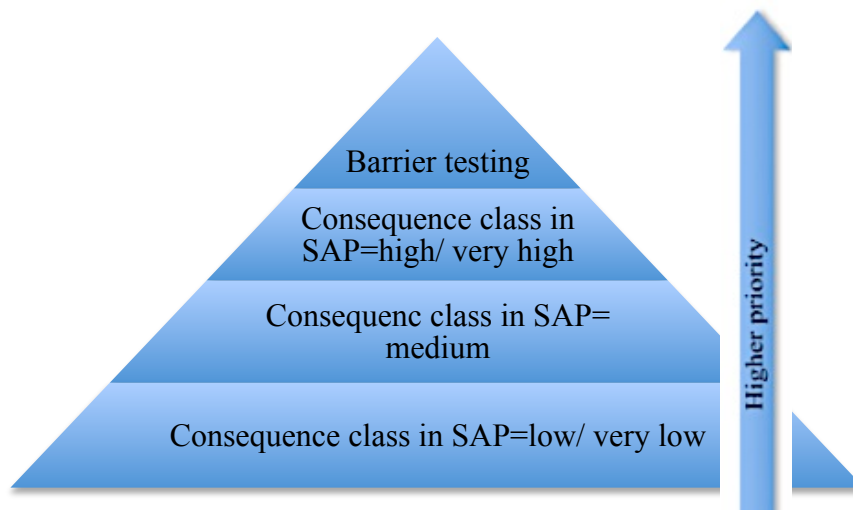 Barrier testing
Consequence class in
SAP=high/ very high
Consequenc class in SAP=
medium
Consequence class in SAP=low/ very low
Higher priority